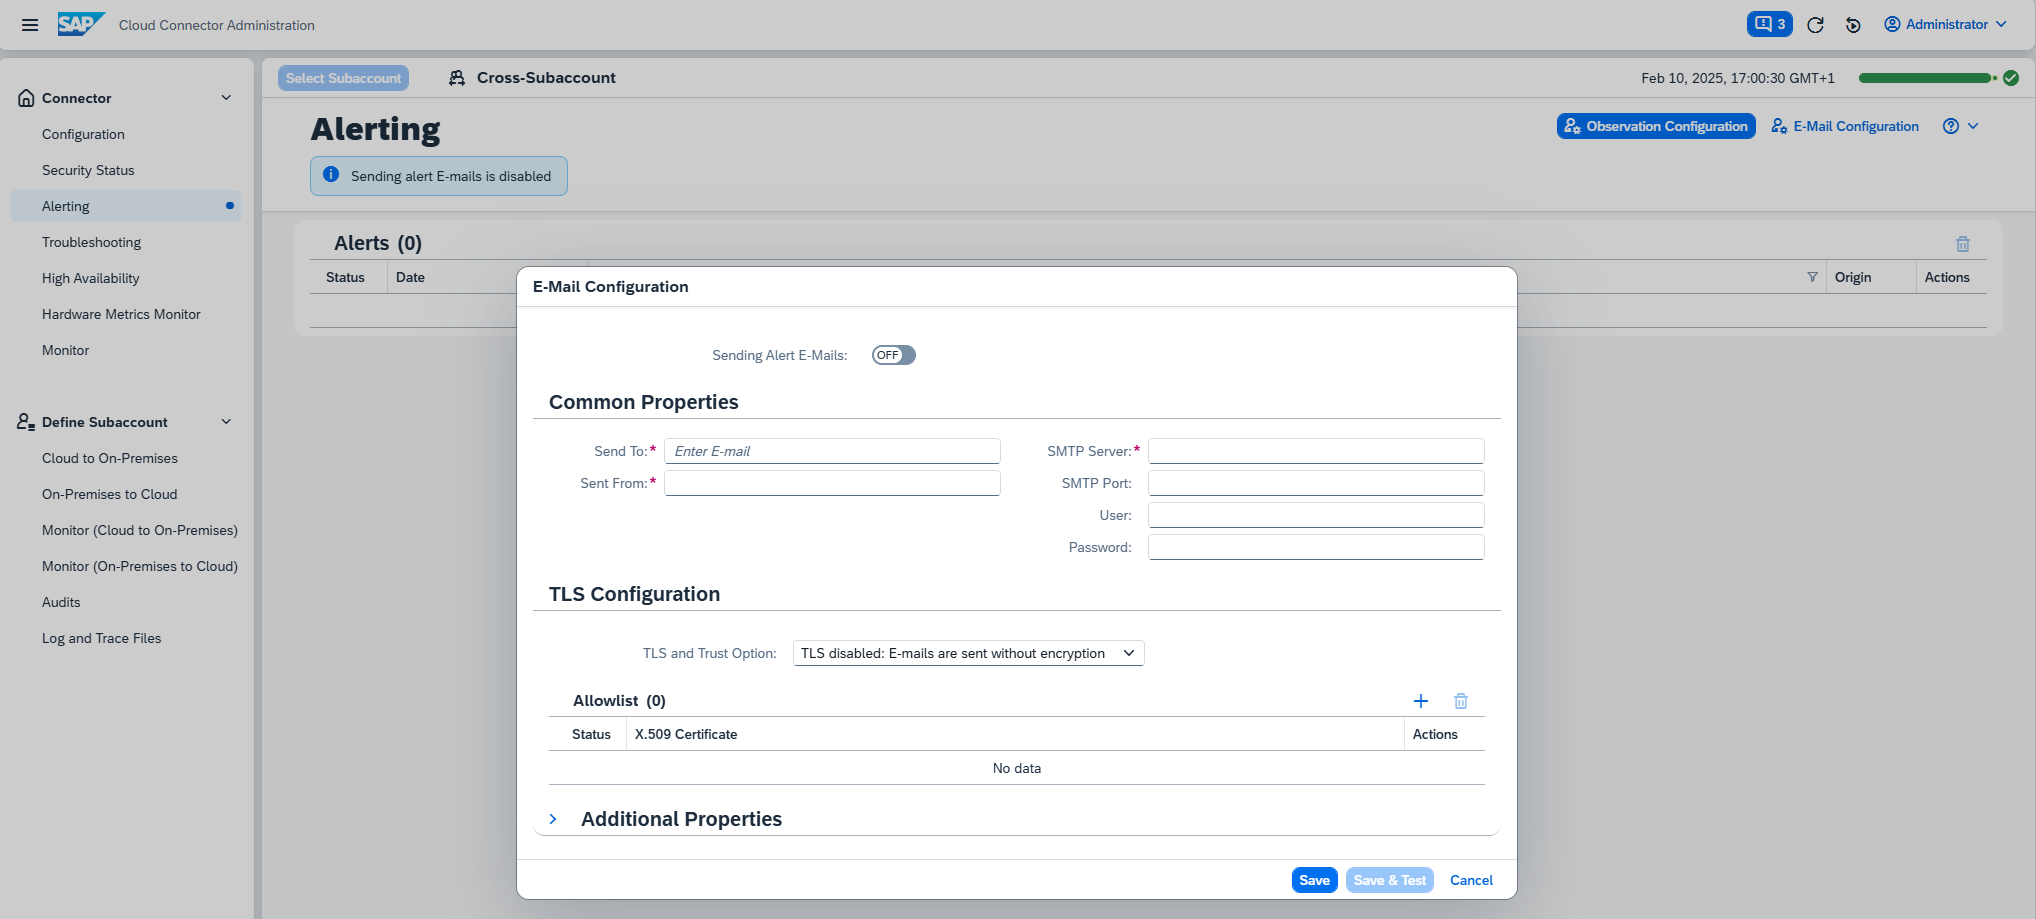 SAP Cloud Connector Administration
3
Administrator
Connector
Configuration
Security Status
Alerting
Troubleshooting
High Availability
Hardware Metrics Monitor
Monitor
Define Subaccount
Cloud to On-Premises
On-Premises to Cloud
Monitor (Cloud to On-Premises)
Monitor (On-Premises to Cloud)
Audits
Log and Trace Files
Select Subaccount
Cross-Subaccount
Feb 10, 2025, 17:00:30 GMT+1
Alerting
Observation Configuration
E-Mail Configuration
Sending alert E-mails is disabled
Alerts (0)
Status Date Origin Actions
E-Mail Configuration
Sending Alert E-Mails: OFF
Common Properties
Send To:* Enter E-mail
Sent From:*
SMTP Server:*
SMTP Port:
User:
Password:
TLS Configuration
TLS and Trust Option: TLS disabled: E-mails are sent without encryption
Allowlist (0)
Status X.509 Certificate Actions
No data
Additional Properties
Save Save & Test Cancel